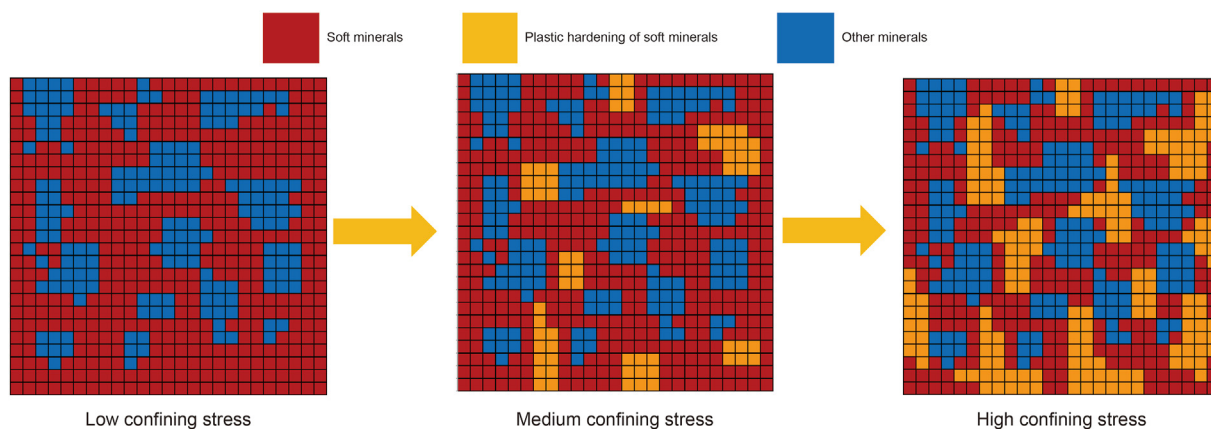 Soft minerals
Plastic hardening of soft minerals
Other minerals
Low confining stress
Medium confining stress
High confining stress